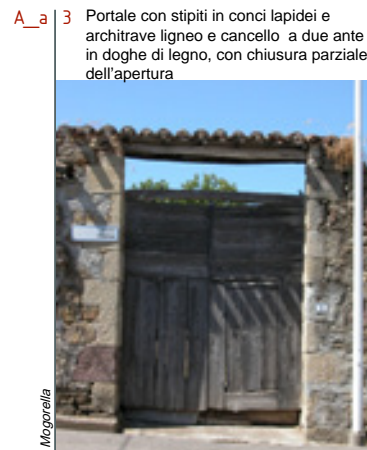 A__a 3 Portale con stipiti in conci lapidei e
architrave ligneo e cancello a due ante
in doghe di legno, con chiusura parziale
dell'apertura
Mogorella